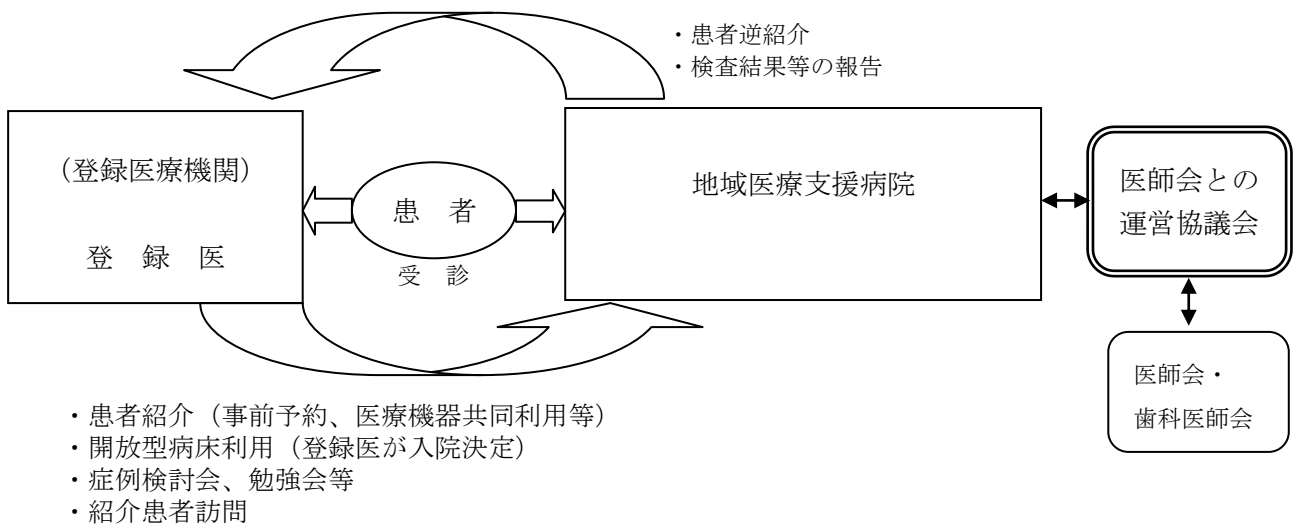 ・患者逆紹介
・検査結果等の報告
(登録医療機関)
登 録 医
患 者
受 診
地域医療支援病院
医師会との
運営協議会
医師会・
歯科医師会
・患者紹介（事前予約、医療機器共同利用等）
・開放型病床利用（登録医が入院決定）
・症例検討会、勉強会等
・紹介患者訪問